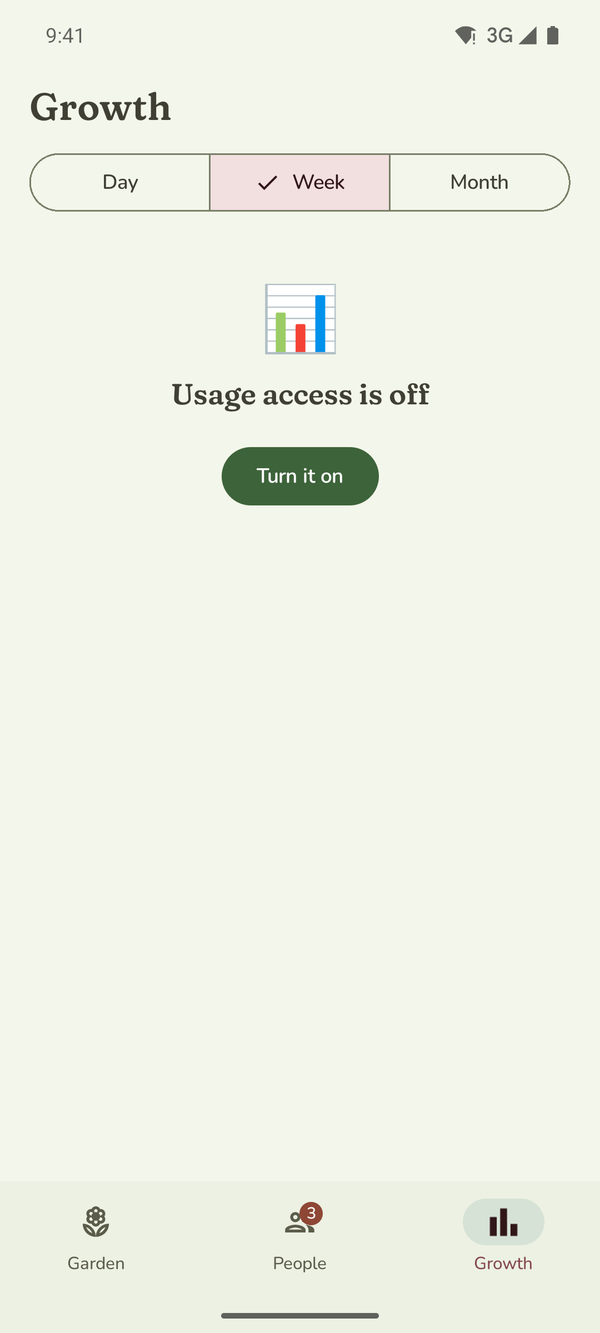 9:41
3G
Growth
Day
Week
Month
Usage access is off
Turn it on
3
Garden
People
Growth